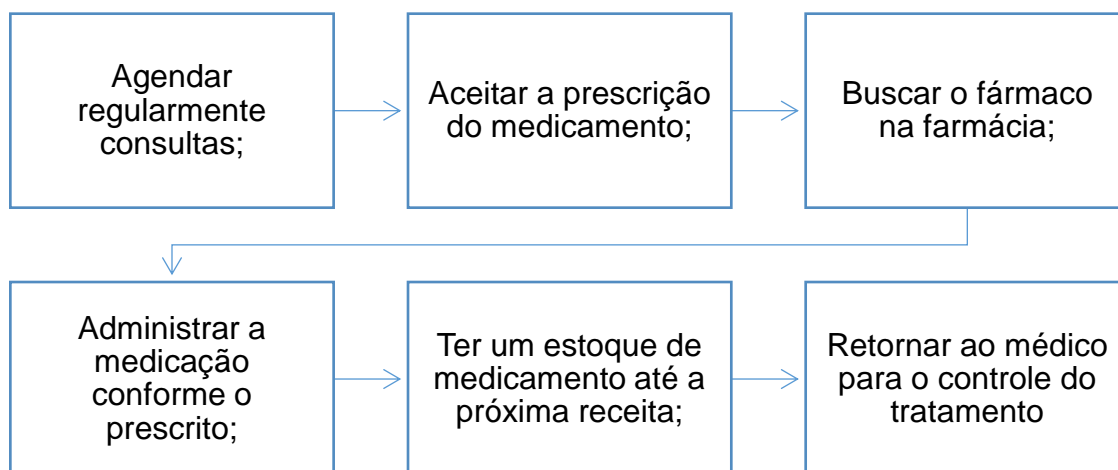 Agendar
regularmente
consultas;
Aceitar a prescrição
do medicamento;
Buscar o fármaco
na farmácia;
Administrar a
medicação
conforme o
prescrito;
Ter um estoque de
medicamento até a
próxima receita;
Retornar ao médico
para o controle do
tratamento